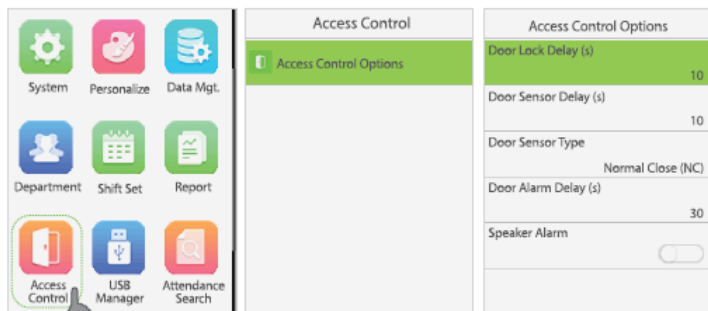 System
Personalize
Data Mgt.
Department
Shift Set
Report
Access
Control
USB
Manager
Attendance
Search
Access Control
Access Control Options
Access Control Options
Door Lock Delay (s)
10
Door Sensor Delay (s)
10
Door Sensor Type
Normal Close (NC)
Door Alarm Delay (s)
30
Speaker Alarm